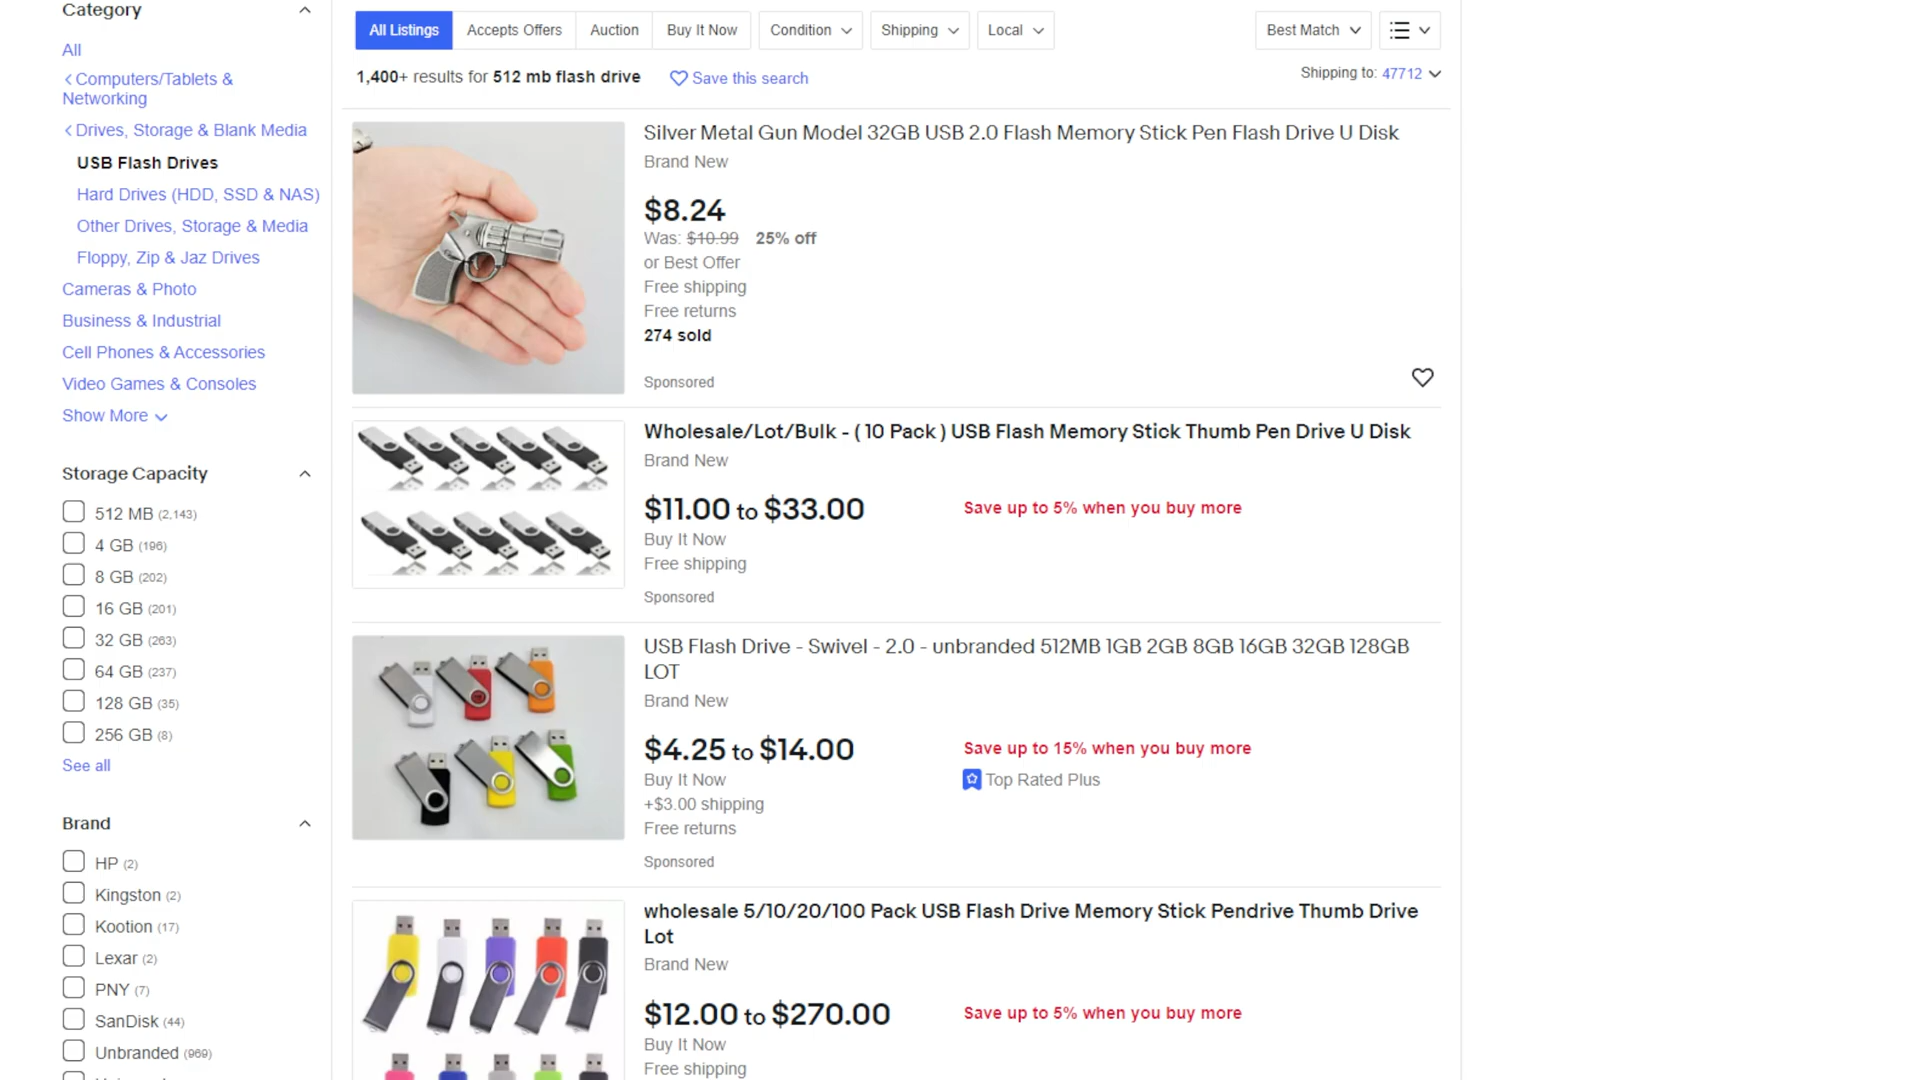 Category
All
Computers/Tablets &
Networking
Drives, Storage & Blank Media
USB Flash Drives
Hard Drives (HDD, SSD & NAS)
Other Drives, Storage & Media
Floppy, Zip & Jaz Drives
Cameras & Photo
Business & Industrial
Cell Phones & Accessories
Video Games & Consoles
Show More
Storage Capacity
512 MB (2,143)
4 GB (196)
8 GB (202)
16 GB (201)
32 GB (263)
64 GB (237)
128 GB (35)
256 GB (8)
See all
Brand
HP (2)
Kingston (2)
Kootion (17)
Lexar (2)
PNY (7)
SanDisk (44)
Unbranded (969)
All Listings Accepts Offers Auction Buy It Now Condition Shipping Local Best Match
1,400+ results for 512 mb flash drive Save this search Shipping to: 47712
Silver Metal Gun Model 32GB USB 2.0 Flash Memory Stick Pen Flash Drive U Disk
Brand New
$8.24
Was: $10.99 25% off
or Best Offer
Free shipping
Free returns
274 sold
Sponsored
Wholesale/Lot/Bulk - ( 10 Pack ) USB Flash Memory Stick Thumb Pen Drive U Disk
Brand New
$11.00 to $33.00 Save up to 5% when you buy more
Buy It Now
Free shipping
Sponsored
USB Flash Drive - Swivel - 2.0 - unbranded 512MB 1GB 2GB 8GB 16GB 32GB 128GB
LOT
Brand New
$4.25 to $14.00 Save up to 15% when you buy more
Buy It Now Top Rated Plus
+$3.00 shipping
Free returns
Sponsored
wholesale 5/10/20/100 Pack USB Flash Drive Memory Stick Pendrive Thumb Drive
Lot
Brand New
$12.00 to $270.00 Save up to 5% when you buy more
Buy It Now
Free shipping